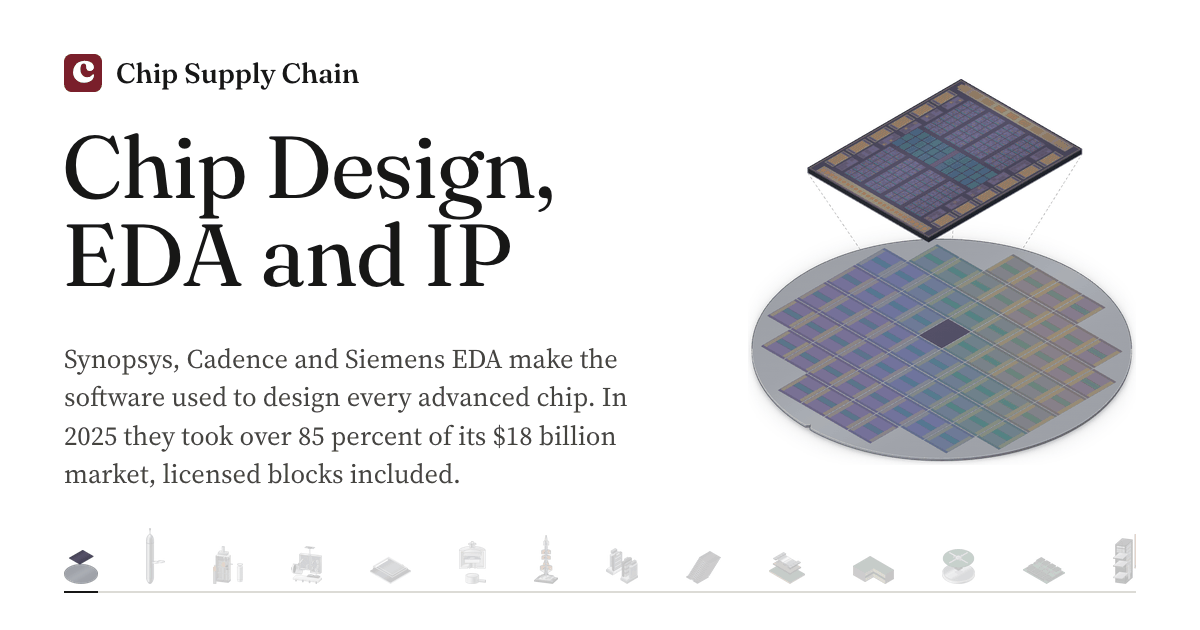 Chip Supply Chain
Chip Design,
EDA and IP
Synopsys, Cadence and Siemens EDA make the
software used to design every advanced chip. In
2025 they took over 85 percent of its $18 billion
market, licensed blocks included.